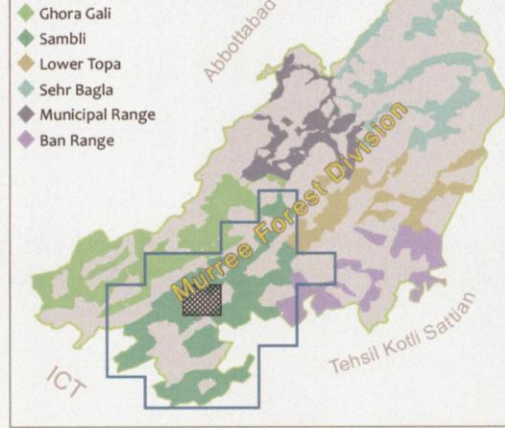 Ghora Gali
Sambli
Lower Topa
Sehr Bagla
Municipal Range
Ban Range
Abbottabad
Murree Forest Division
ICT
Tehsil Kotli Sattian